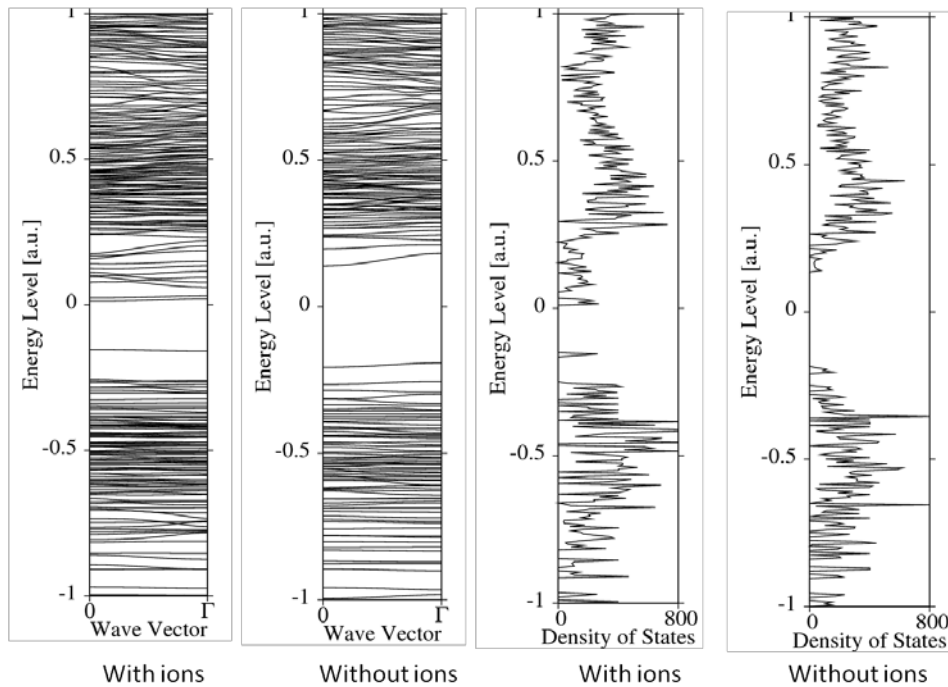 1
0.5
0
-0.5
-1
Energy Level [a.u.]
0
Γ
Wave Vector
With ions
1
0.5
0
-0.5
-1
Energy Level [a.u.]
0
Γ
Wave Vector
Without ions
1
0.5
0
-0.5
-1
Energy Level [a.u.]
0
800
Density of States
With ions
1
0.5
0
-0.5
-1
Energy Level [a.u.]
0
800
Density of States
Without ions